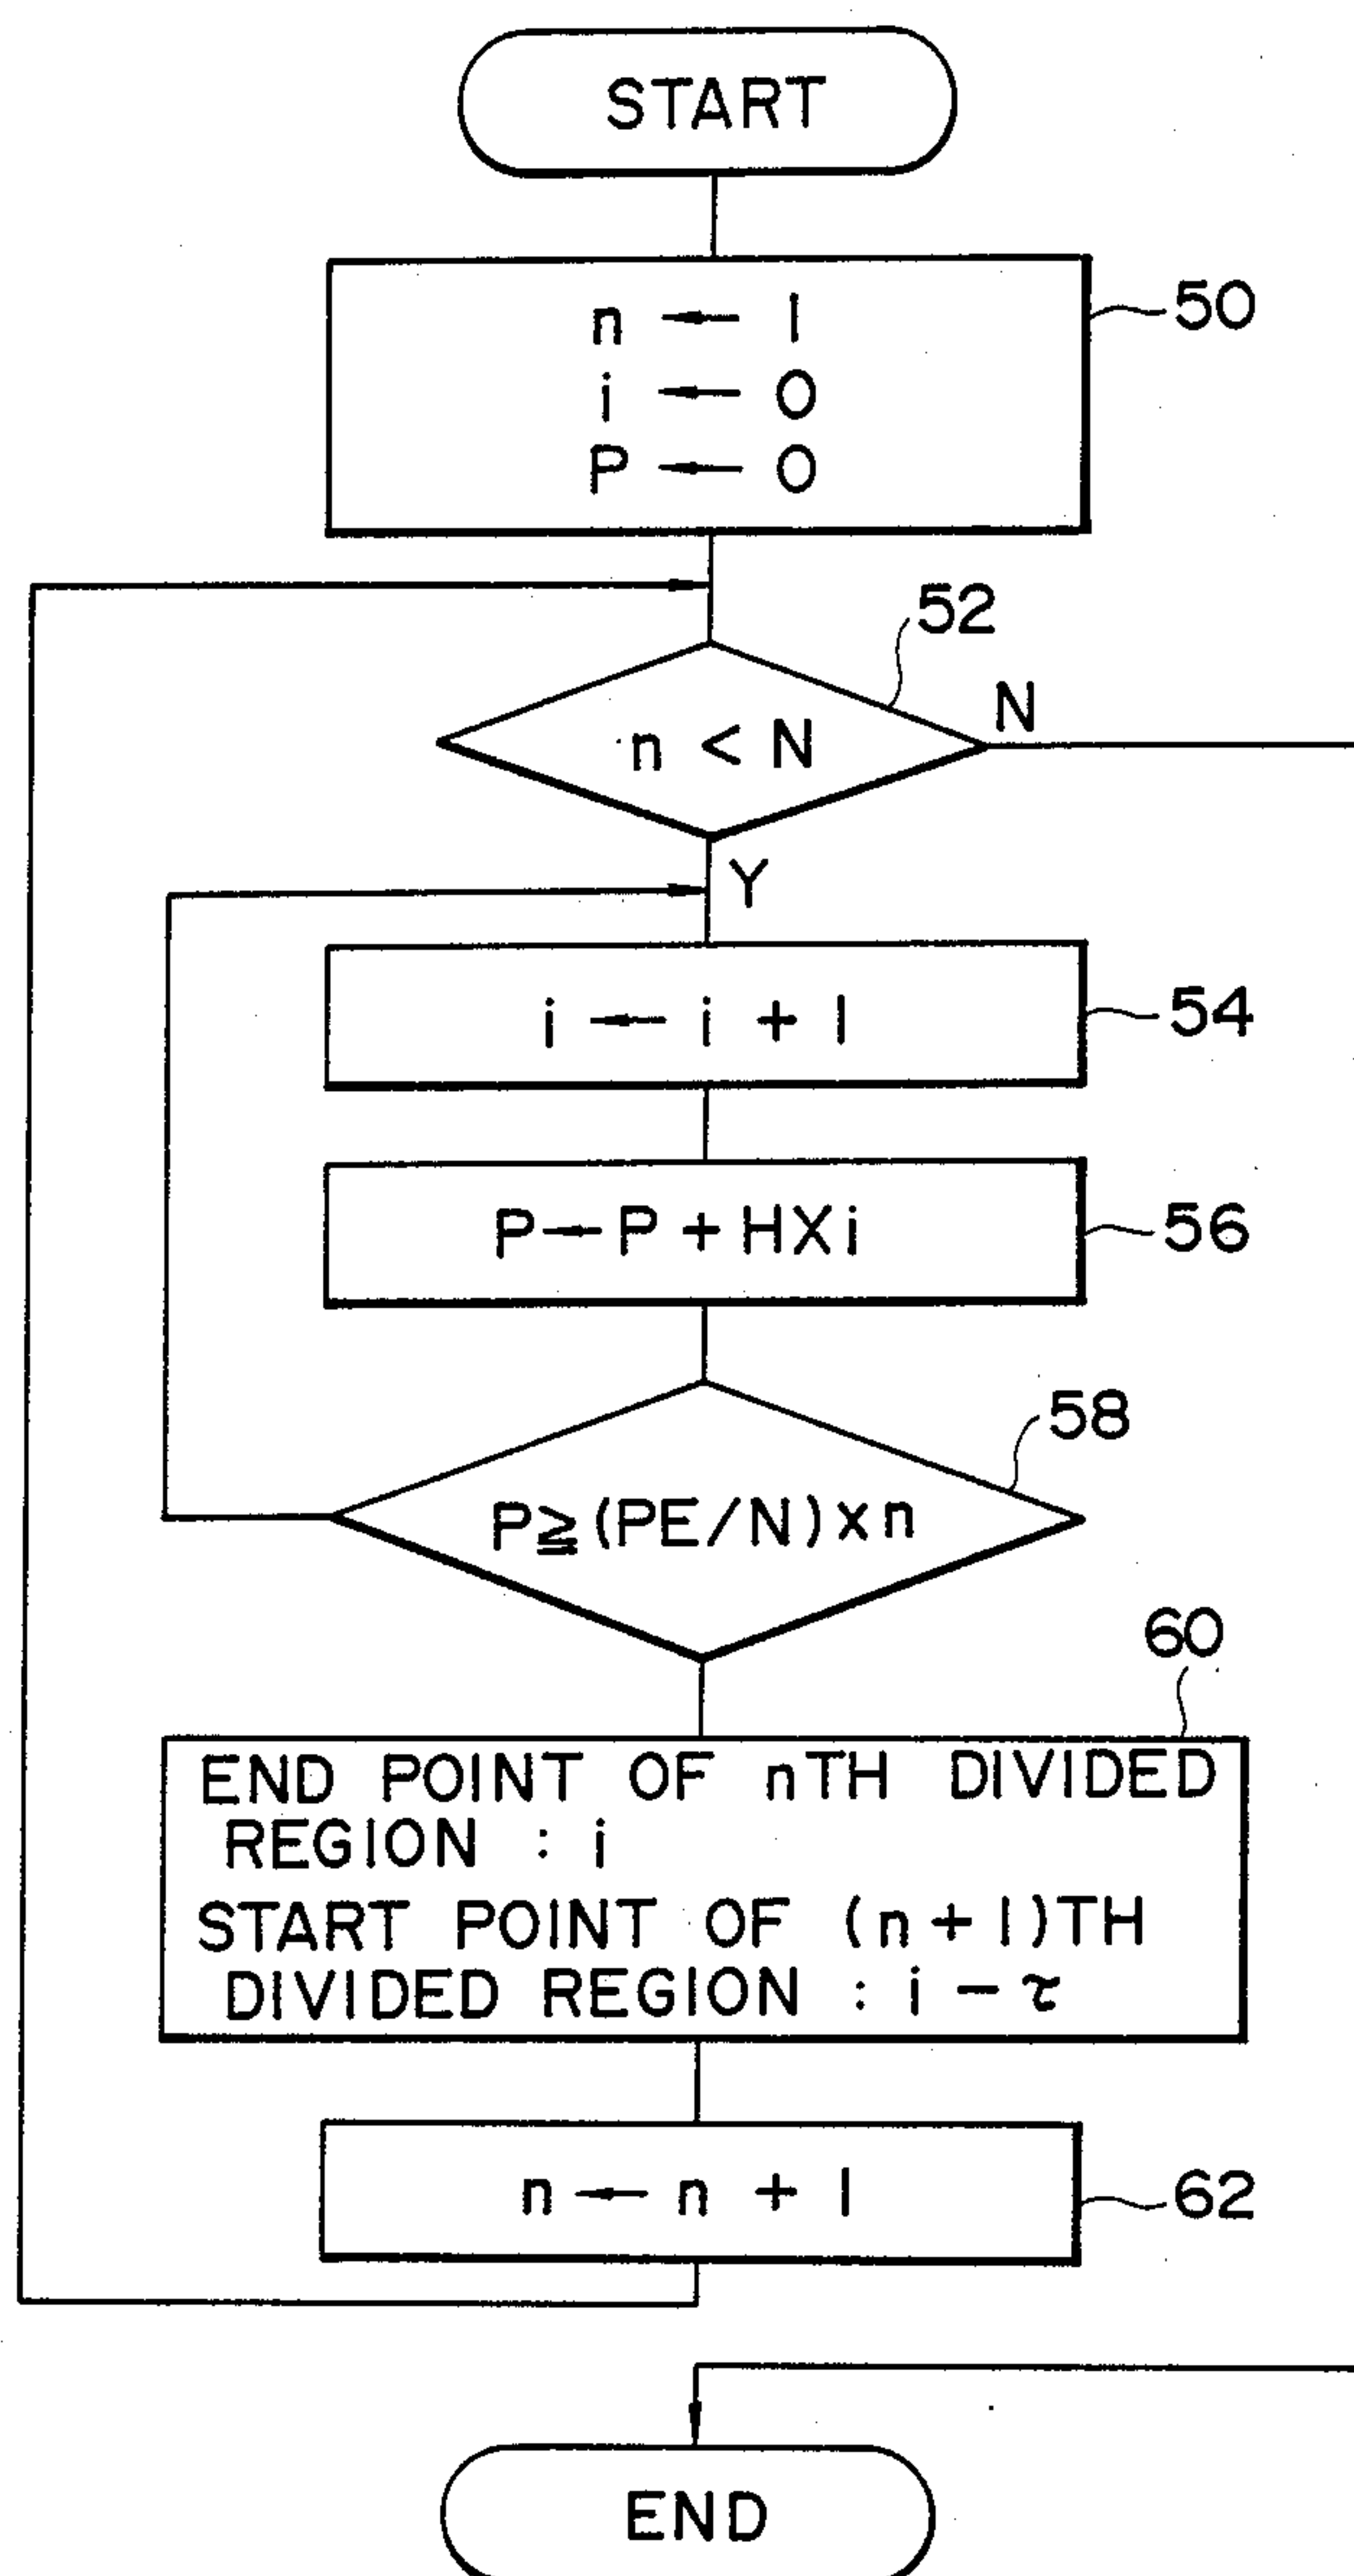 START
n ← 1
50
i ← 0
P ← 0
52
N
n < N
Y
i ← i + 1
54
P ← P + HXi
56
58
P ≧ (PE/N) x n
60
END POINT OF nTH DIVIDED
REGION : i
START POINT OF (n + 1)TH
DIVIDED REGION : i - τ
n ← n + 1
62
END